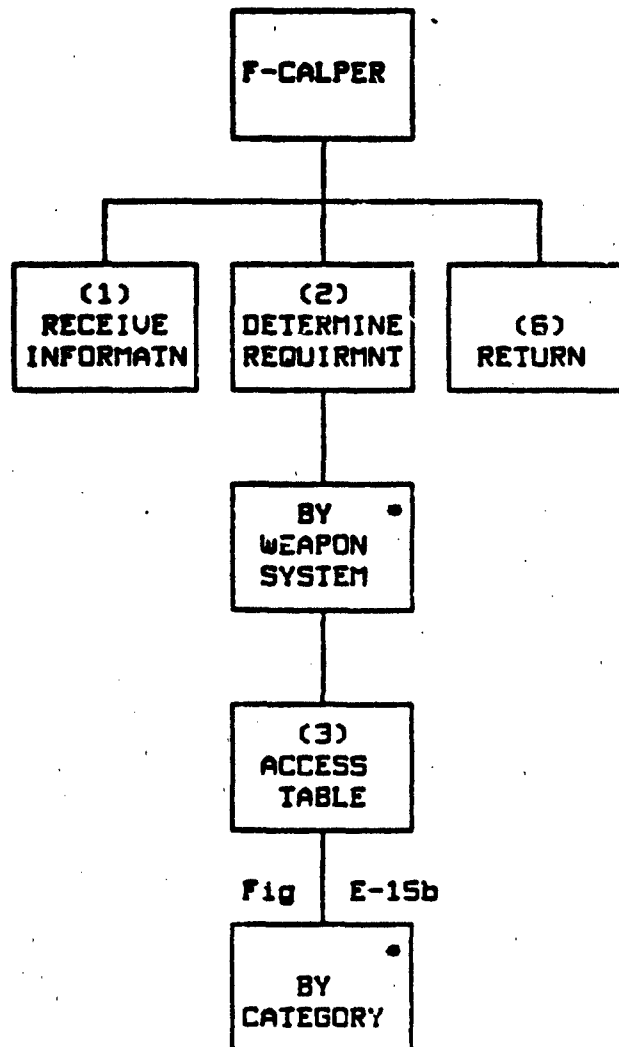 F-CALPER
(1)
RECEIVE
INFORMATN
(2)
DETERMINE
REQUIRMNT
(6)
RETURN
BY
WEAPON
SYSTEM
(3)
ACCESS
TABLE
Fig E-15b
BY
CATEGORY